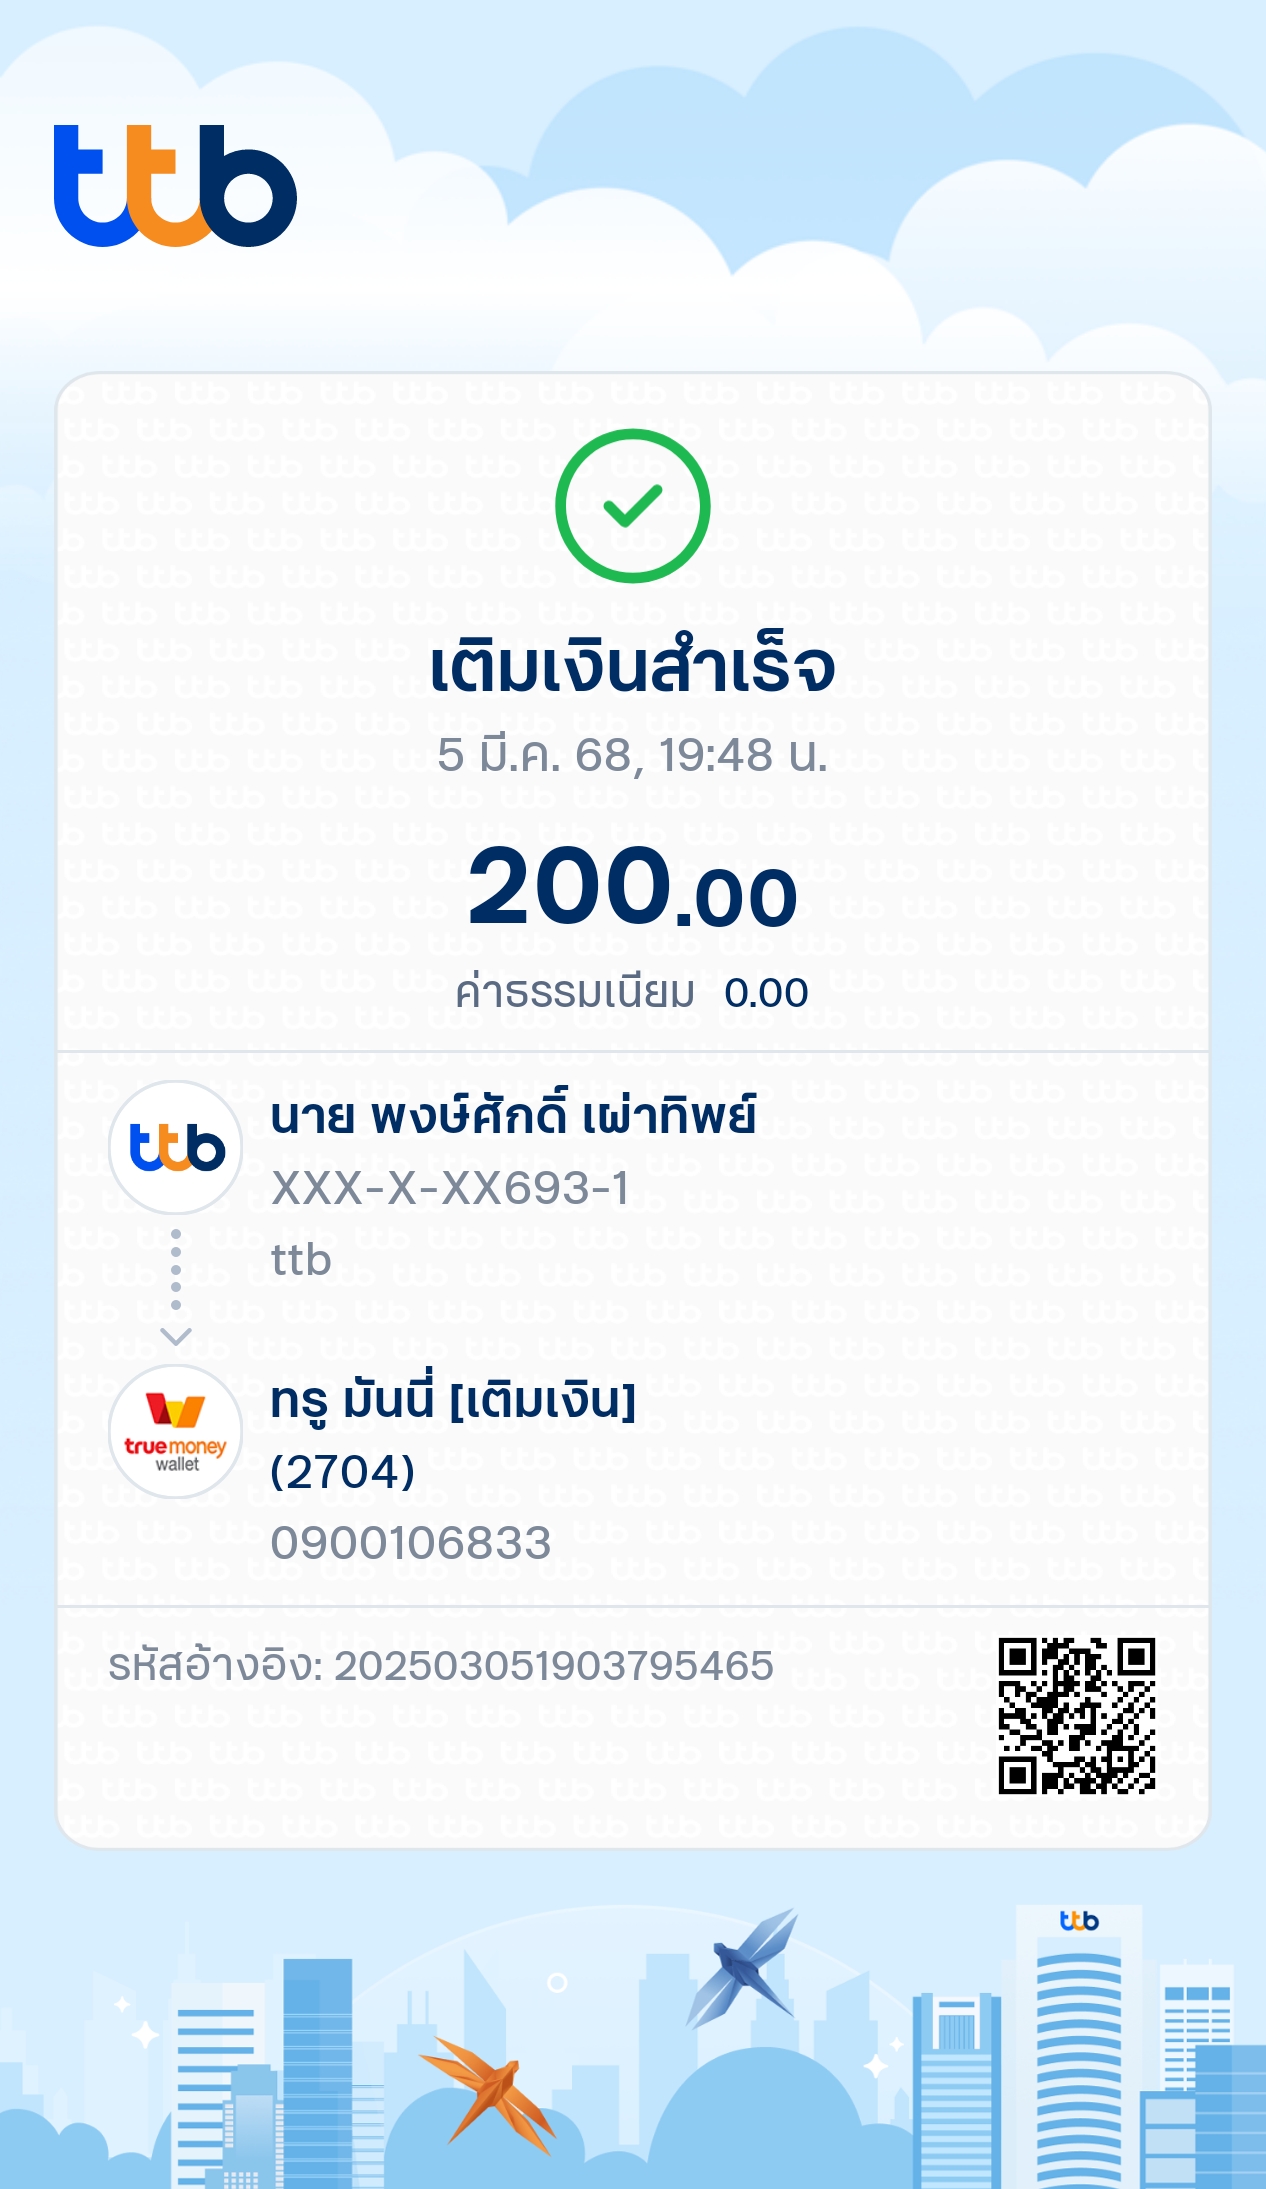 ttb
เติมเงินสำเร็จ
5 มี.ค. 68, 19:48 น.
200.00
ค่าธรรมเนียม 0.00
ttb
นาย พงษ์ศักดิ์ เผ่าทิพย์
XXX-X-XX693-1
ttb
truemoney
wallet
ทรู มันนี่ [เติมเงิน]
(2704)
0900106833
รหัสอ้างอิง: 202503051903795465
ttb